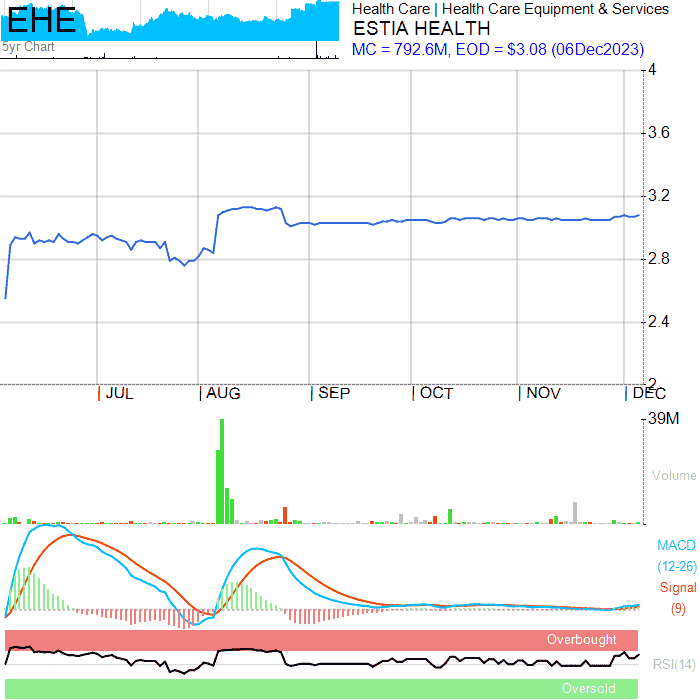 EHE
5yr Chart
Health Care | Health Care Equipment & Services
ESTIA HEALTH
MC = 792.6M, EOD = $3.08 (06Dec2023)
4
3.6
3.2
2.8
2.4
2
| JUL
| AUG
| SEP
| OCT
| NOV
| DEC
39M
Volume
MACD
(12-26)
Signal
(9)
Overbought
RSI(14)
Oversold